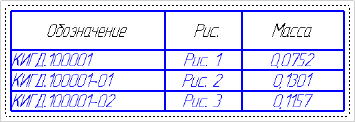 Обозначение Рис. Масса
КИГД.100001 Рис. 1 0,0752
КИГД.100001-01 Рис. 2 0,1301
КИГД.100001-02 Рис. 3 0,1157